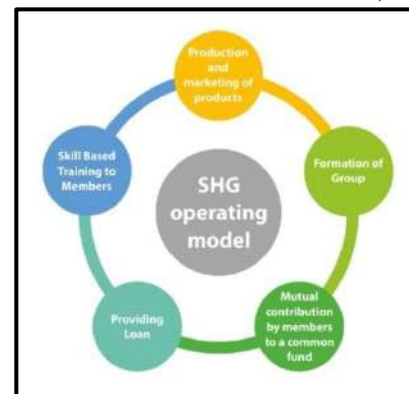 Production
and
marketing of
products
Skill Based
Training to
Members
SHG
operating
model
Formation of
Group
Providing
Loan
Mutual
contribution
by members
to a common
fund